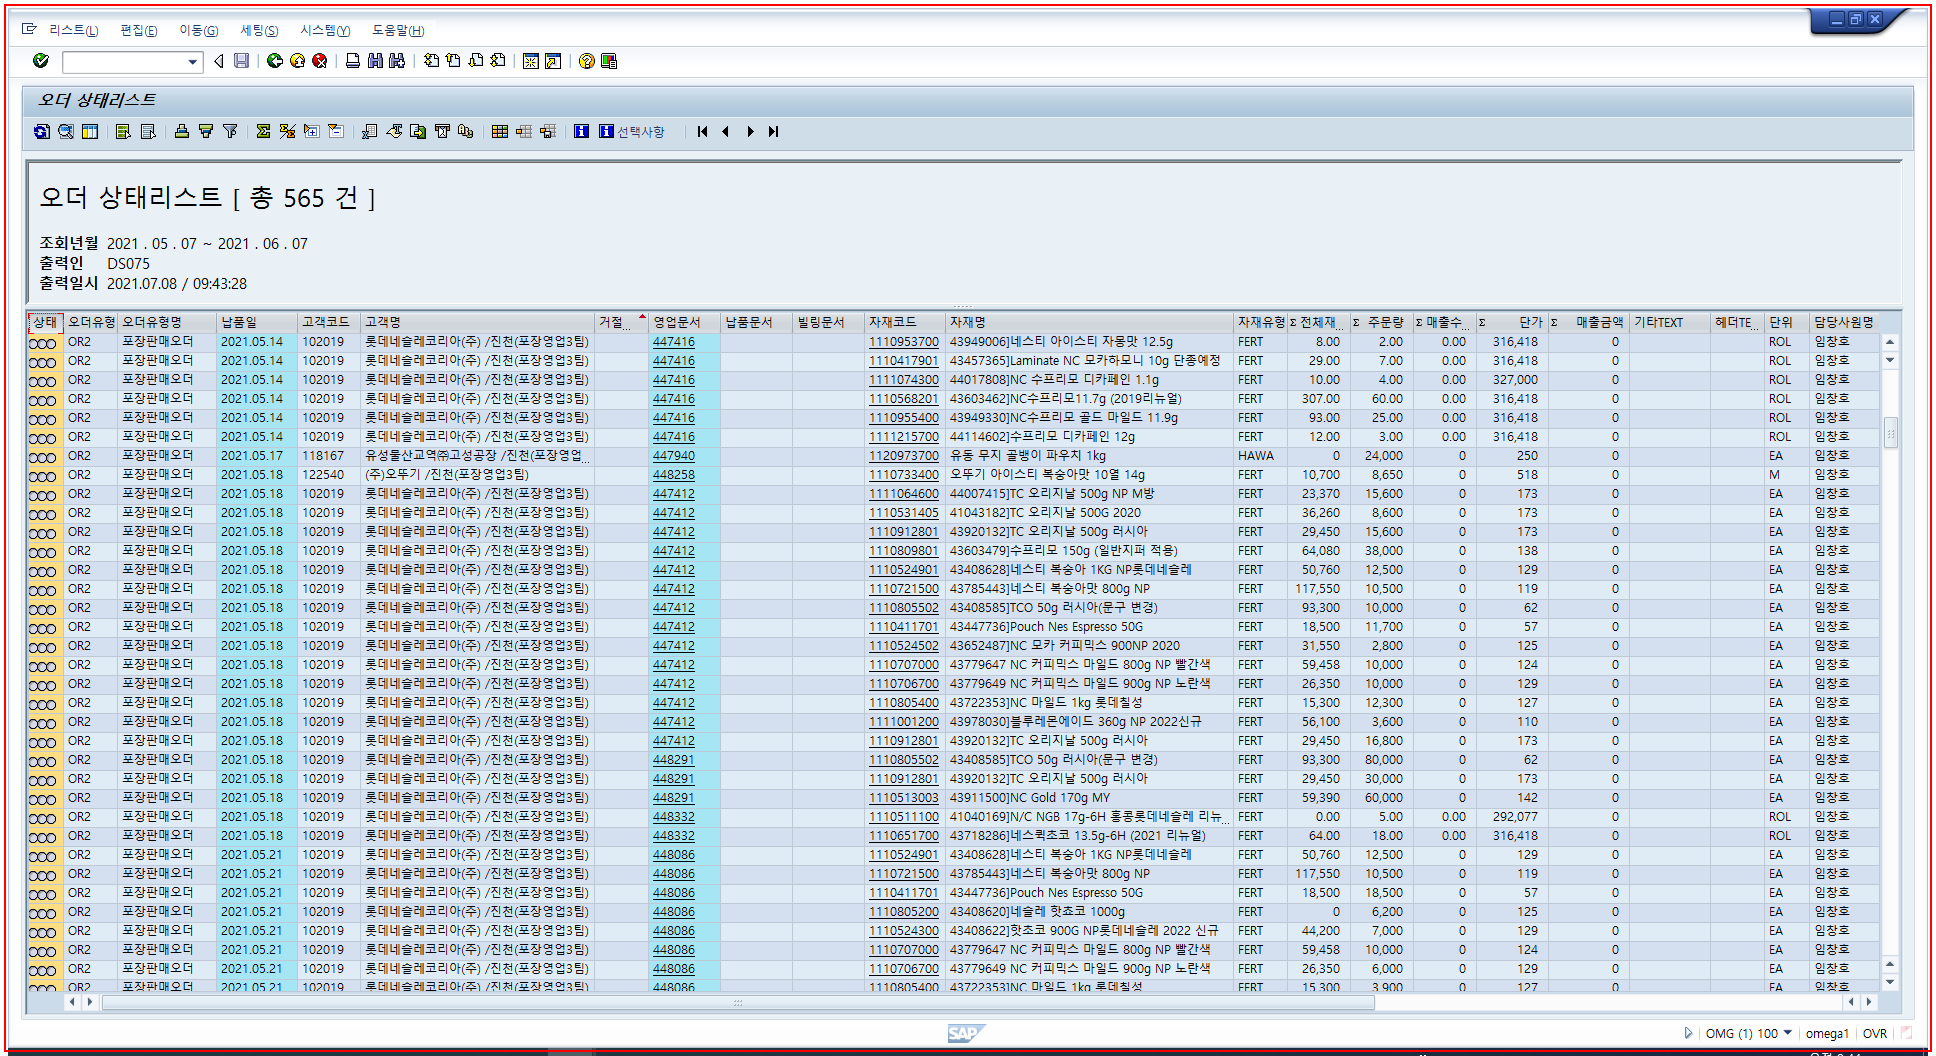 리스트(L) 편집(E) 이동(G) 세팅(S) 시스템(Y) 도움말(H)
오더 상태리스트
선택사항
오더 상태리스트 [ 총 565 건 ]
조회년월 2021 . 05 . 07 ~ 2021 . 06 . 07
출력인 DS075
출력일시 2021.07.08 / 09:43:28
상태 오더유형 오더유형명 납품일 고객코드 고객명 거절... 영업문서 납품문서 빌링문서 자재코드 자재명 자재유형 Σ 전체재... Σ 주문량 Σ 매출수... Σ 단가 Σ 매출금액 기타TEXT 헤더TE... 단위 담당사원명
OR2 포장판매오더 2021.05.14 102019 롯데네슬레코리아(주) /진천(포장영업3팀) 447416 1110953700 43949006]네스티 아이스티 자몽맛 12.5g FERT 8.00 2.00 0.00 316,418 0 ROL 임창호
OR2 포장판매오더 2021.05.14 102019 롯데네슬레코리아(주) /진천(포장영업3팀) 447416 1110417901 43457365]Laminate NC 모카하모니 10g 단종예정 FERT 29.00 7.00 0.00 316,418 0 ROL 임창호
OR2 포장판매오더 2021.05.14 102019 롯데네슬레코리아(주) /진천(포장영업3팀) 447416 1111074300 44017808]NC 수프리모 디카페인 1.1g FERT 10.00 4.00 0.00 327,000 0 ROL 임창호
OR2 포장판매오더 2021.05.14 102019 롯데네슬레코리아(주) /진천(포장영업3팀) 447416 1110568201 43603462]NC수프리모11.7g (2019리뉴얼) FERT 307.00 60.00 0.00 316,418 0 ROL 임창호
OR2 포장판매오더 2021.05.14 102019 롯데네슬레코리아(주) /진천(포장영업3팀) 447416 1110955400 43949330]NC수프리모 골드 마일드 11.9g FERT 93.00 25.00 0.00 316,418 0 ROL 임창호
OR2 포장판매오더 2021.05.14 102019 롯데네슬레코리아(주) /진천(포장영업3팀) 447416 1111215700 44114602]수프리모 디카페인 12g FERT 12.00 3.00 0.00 316,418 0 ROL 임창호
OR2 포장판매오더 2021.05.17 118167 유성물산교역㈜고성공장 /진천(포장영업... 447940 1120973700 유동 무지 골뱅이 파우치 1kg HAWA 0 24,000 0 250 0 EA 임창호
OR2 포장판매오더 2021.05.18 122540 (주)오뚜기 /진천(포장영업3팀) 448258 1110733400 오뚜기 아이스티 복숭아맛 10열 14g FERT 10,700 8,650 0 518 0 M 임창호
OR2 포장판매오더 2021.05.18 102019 롯데네슬레코리아(주) /진천(포장영업3팀) 447412 1111064600 44007415]TC 오리지날 500g NP M방 FERT 23,370 15,600 0 173 0 EA 임창호
OR2 포장판매오더 2021.05.18 102019 롯데네슬레코리아(주) /진천(포장영업3팀) 447412 1110531405 41043182]TC 오리지날 500G 2020 FERT 36,260 8,600 0 173 0 EA 임창호
OR2 포장판매오더 2021.05.18 102019 롯데네슬레코리아(주) /진천(포장영업3팀) 447412 1110912801 43920132]TC 오리지날 500g 러시아 FERT 29,450 15,600 0 173 0 EA 임창호
OR2 포장판매오더 2021.05.18 102019 롯데네슬레코리아(주) /진천(포장영업3팀) 447412 1110809801 43603479]수프리모 150g (일반지퍼 적용) FERT 64,080 38,000 0 138 0 EA 임창호
OR2 포장판매오더 2021.05.18 102019 롯데네슬레코리아(주) /진천(포장영업3팀) 447412 1110524901 43408628]네스티 복숭아 1KG NP롯데네슬레 FERT 50,760 12,500 0 129 0 EA 임창호
OR2 포장판매오더 2021.05.18 102019 롯데네슬레코리아(주) /진천(포장영업3팀) 447412 1110721500 43785443]네스티 복숭아맛 800g NP FERT 117,550 10,500 0 119 0 EA 임창호
OR2 포장판매오더 2021.05.18 102019 롯데네슬레코리아(주) /진천(포장영업3팀) 447412 1110805502 43408585]TCO 50g 러시아(문구 변경) FERT 93,300 10,000 0 62 0 EA 임창호
OR2 포장판매오더 2021.05.18 102019 롯데네슬레코리아(주) /진천(포장영업3팀) 447412 1110411701 43447736]Pouch Nes Espresso 50G FERT 18,500 11,700 0 57 0 EA 임창호
OR2 포장판매오더 2021.05.18 102019 롯데네슬레코리아(주) /진천(포장영업3팀) 447412 1110524502 43652487]NC 모카 커피믹스 900NP 2020 FERT 31,550 2,800 0 125 0 EA 임창호
OR2 포장판매오더 2021.05.18 102019 롯데네슬레코리아(주) /진천(포장영업3팀) 447412 1110707000 43779647 NC 커피믹스 마일드 800g NP 빨간색 FERT 59,458 10,000 0 124 0 EA 임창호
OR2 포장판매오더 2021.05.18 102019 롯데네슬레코리아(주) /진천(포장영업3팀) 447412 1110706700 43779649 NC 커피믹스 마일드 900g NP 노란색 FERT 26,350 10,000 0 129 0 EA 임창호
OR2 포장판매오더 2021.05.18 102019 롯데네슬레코리아(주) /진천(포장영업3팀) 447412 1110805400 43722353]NC 마일드 1kg 롯데칠성 FERT 15,300 12,300 0 127 0 EA 임창호
OR2 포장판매오더 2021.05.18 102019 롯데네슬레코리아(주) /진천(포장영업3팀) 447412 1111001200 43978030]블루레몬에이드 360g NP 2022신규 FERT 56,100 3,600 0 110 0 EA 임창호
OR2 포장판매오더 2021.05.18 102019 롯데네슬레코리아(주) /진천(포장영업3팀) 447412 1110912801 43920132]TC 오리지날 500g 러시아 FERT 29,450 16,800 0 173 0 EA 임창호
OR2 포장판매오더 2021.05.18 102019 롯데네슬레코리아(주) /진천(포장영업3팀) 448291 1110805502 43408585]TCO 50g 러시아(문구 변경) FERT 93,300 80,000 0 62 0 EA 임창호
OR2 포장판매오더 2021.05.18 102019 롯데네슬레코리아(주) /진천(포장영업3팀) 448291 1110912801 43920132]TC 오리지날 500g 러시아 FERT 29,450 30,000 0 173 0 EA 임창호
OR2 포장판매오더 2021.05.18 102019 롯데네슬레코리아(주) /진천(포장영업3팀) 448291 1110513003 43911500]NC Gold 170g MY FERT 59,390 60,000 0 142 0 EA 임창호
OR2 포장판매오더 2021.05.18 102019 롯데네슬레코리아(주) /진천(포장영업3팀) 448332 1110511100 41040169]N/C NGB 17g-6H 홍콩롯데네슬레 리뉴... FERT 0.00 5.00 0.00 292,077 0 ROL 임창호
OR2 포장판매오더 2021.05.18 102019 롯데네슬레코리아(주) /진천(포장영업3팀) 448332 1110651700 43718286]네스퀵초코 13.5g-6H (2021 리뉴얼) FERT 64.00 18.00 0.00 316,418 0 ROL 임창호
OR2 포장판매오더 2021.05.21 102019 롯데네슬레코리아(주) /진천(포장영업3팀) 448086 1110524901 43408628]네스티 복숭아 1KG NP롯데네슬레 FERT 50,760 12,500 0 129 0 EA 임창호
OR2 포장판매오더 2021.05.21 102019 롯데네슬레코리아(주) /진천(포장영업3팀) 448086 1110721500 43785443]네스티 복숭아맛 800g NP FERT 117,550 10,500 0 119 0 EA 임창호
OR2 포장판매오더 2021.05.21 102019 롯데네슬레코리아(주) /진천(포장영업3팀) 448086 1110411701 43447736]Pouch Nes Espresso 50G FERT 18,500 18,500 0 57 0 EA 임창호
OR2 포장판매오더 2021.05.21 102019 롯데네슬레코리아(주) /진천(포장영업3팀) 448086 1110805200 43408620]네슬레 핫쵸코 1000g FERT 0 6,200 0 125 0 EA 임창호
OR2 포장판매오더 2021.05.21 102019 롯데네슬레코리아(주) /진천(포장영업3팀) 448086 1110524300 43408622]핫초코 900G NP롯데네슬레 2022 신규 FERT 44,200 7,000 0 129 0 EA 임창호
OR2 포장판매오더 2021.05.21 102019 롯데네슬레코리아(주) /진천(포장영업3팀) 448086 1110707000 43779647 NC 커피믹스 마일드 800g NP 빨간색 FERT 59,458 10,000 0 124 0 EA 임창호
OR2 포장판매오더 2021.05.21 102019 롯데네슬레코리아(주) /진천(포장영업3팀) 448086 1110706700 43779649 NC 커피믹스 마일드 900g NP 노란색 FERT 26,350 6,000 0 129 0 EA 임창호
OR2 포장판매오더 2021.05.21 102019 롯데네슬레코리아(주) /진천(포장영업3팀) 448086 1110805400 43722353]NC 마일드 1kg 롯데칠성 FERT 15,300 3,900 0 127 0 EA 임창호
SAP OMG (1) 100 omega1 OVR